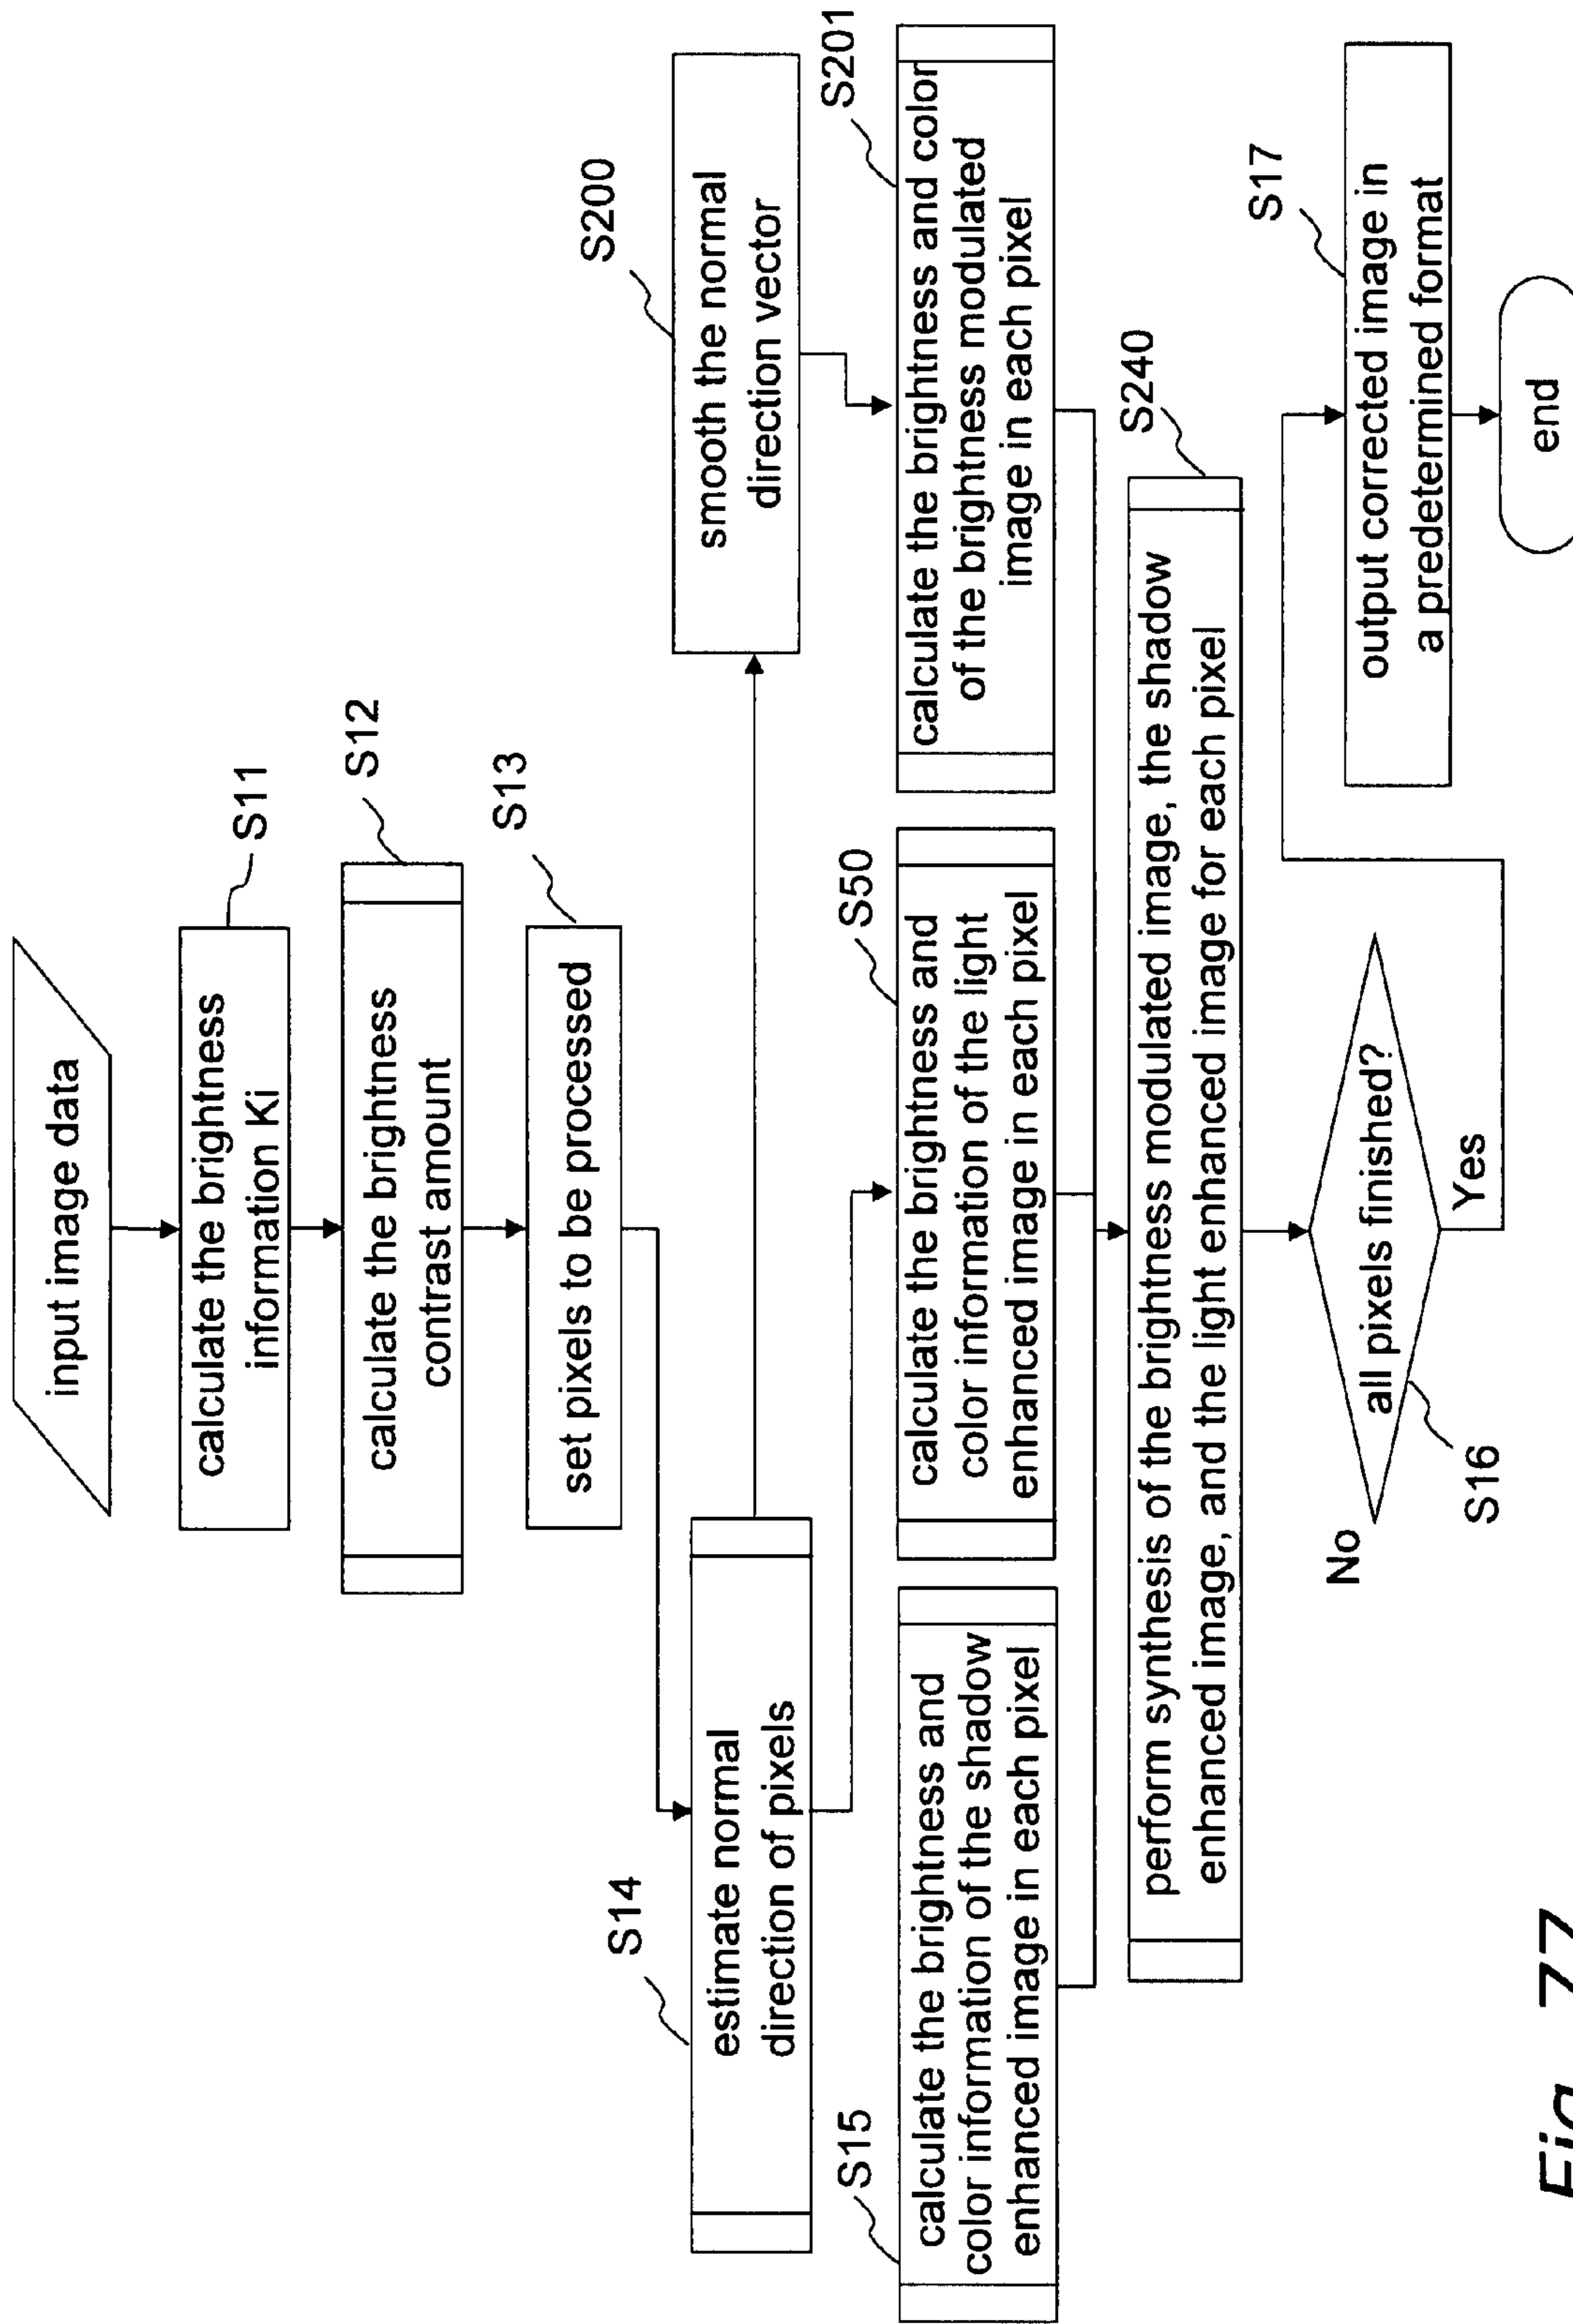 input image data
S11
calculate the brightness
information Ki
S12
calculate the brightness
contrast amount
S13
set pixels to be processed
S14
estimate normal
direction of pixels
S200
smooth the normal
direction vector
S15
calculate the brightness and
color information of the shadow
enhanced image in each pixel
S50
calculate the brightness and
color information of the light
enhanced image in each pixel
S201
calculate the brightness and color
of the brightness modulated
image in each pixel
S240
perform synthesis of the brightness modulated image, the shadow
enhanced image, and the light enhanced image for each pixel
No
all pixels finished?
Yes
S16
S17
output corrected image in
a predetermined format
end
Fig. 77